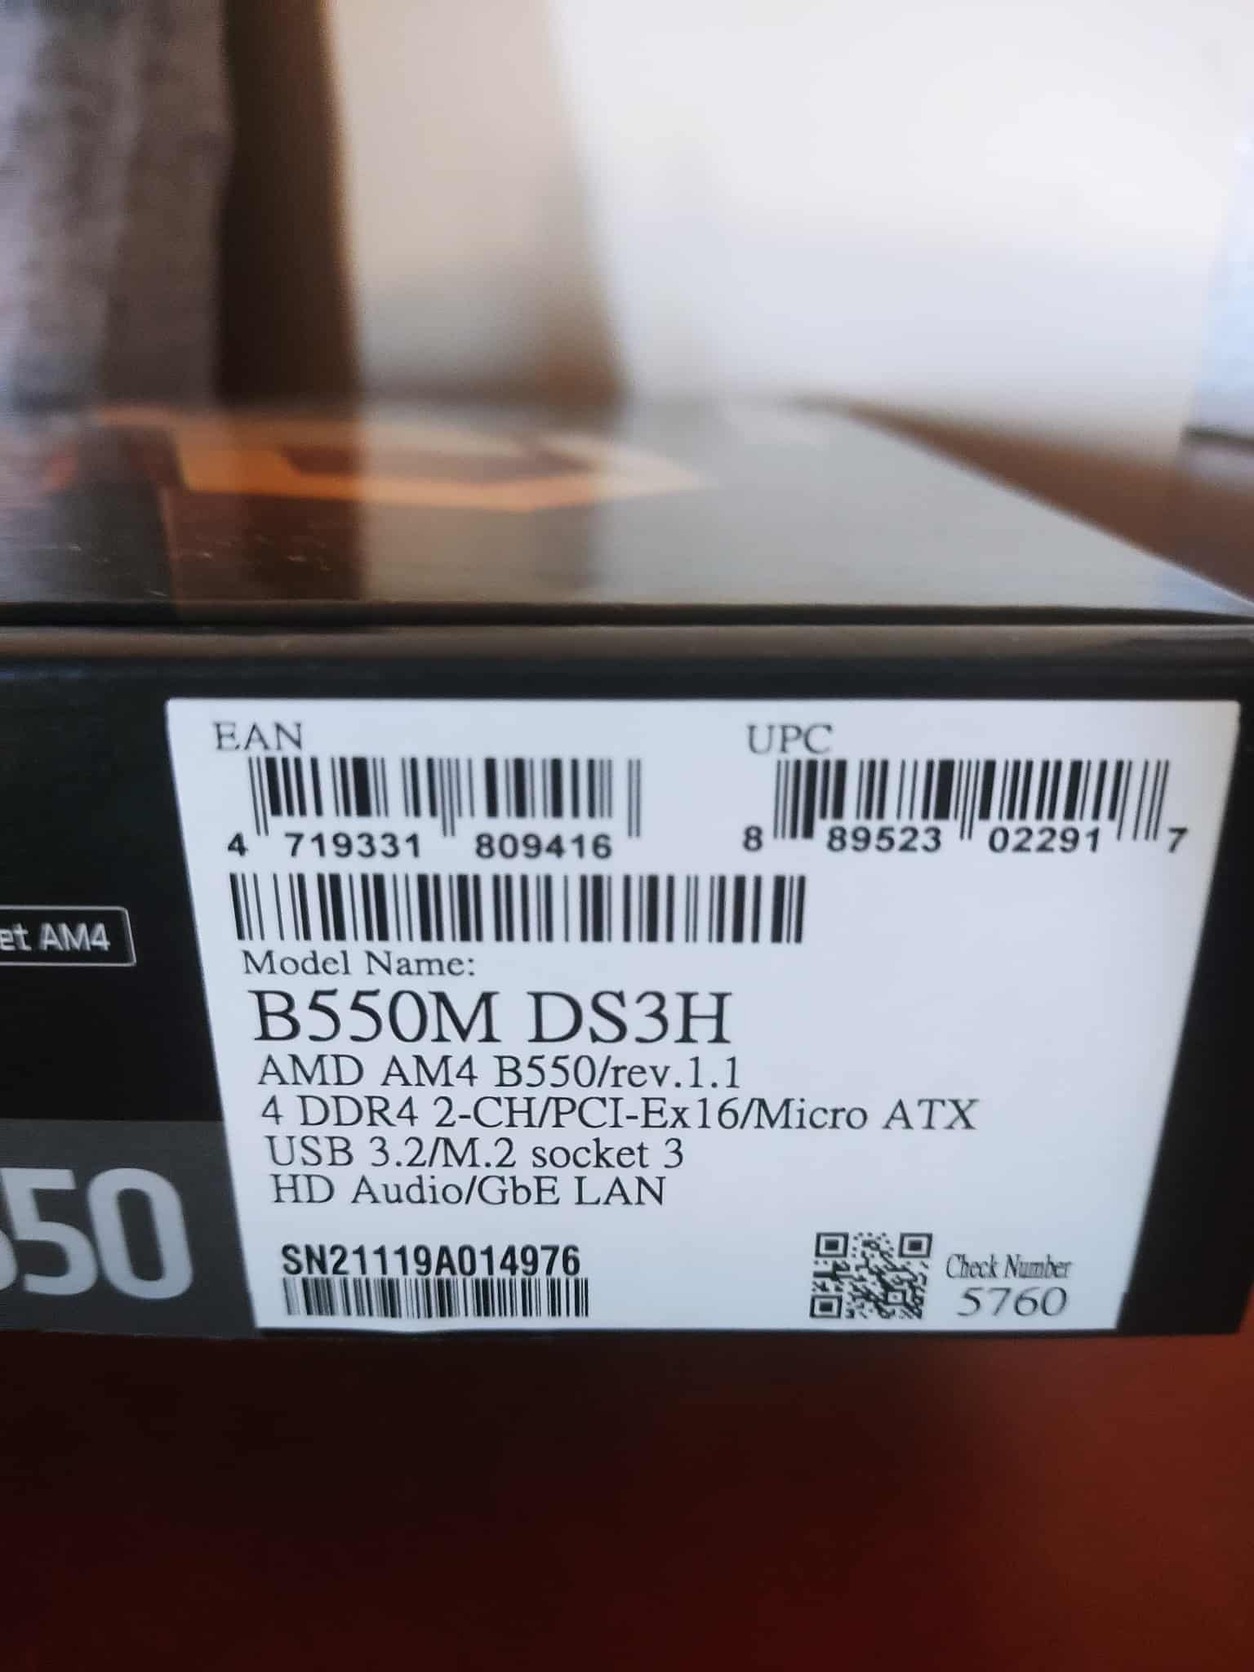 EAN
UPC
4 719331 809416
8 89523 02291 7
et AM4
Model Name:
B550M DS3H
AMD AM4 B550/rev.1.1
4 DDR4 2-CH/PCI-Ex16/Micro ATX
USB 3.2/M.2 socket 3
HD Audio/GbE LAN
550
SN21119A014976
Check Number
5760